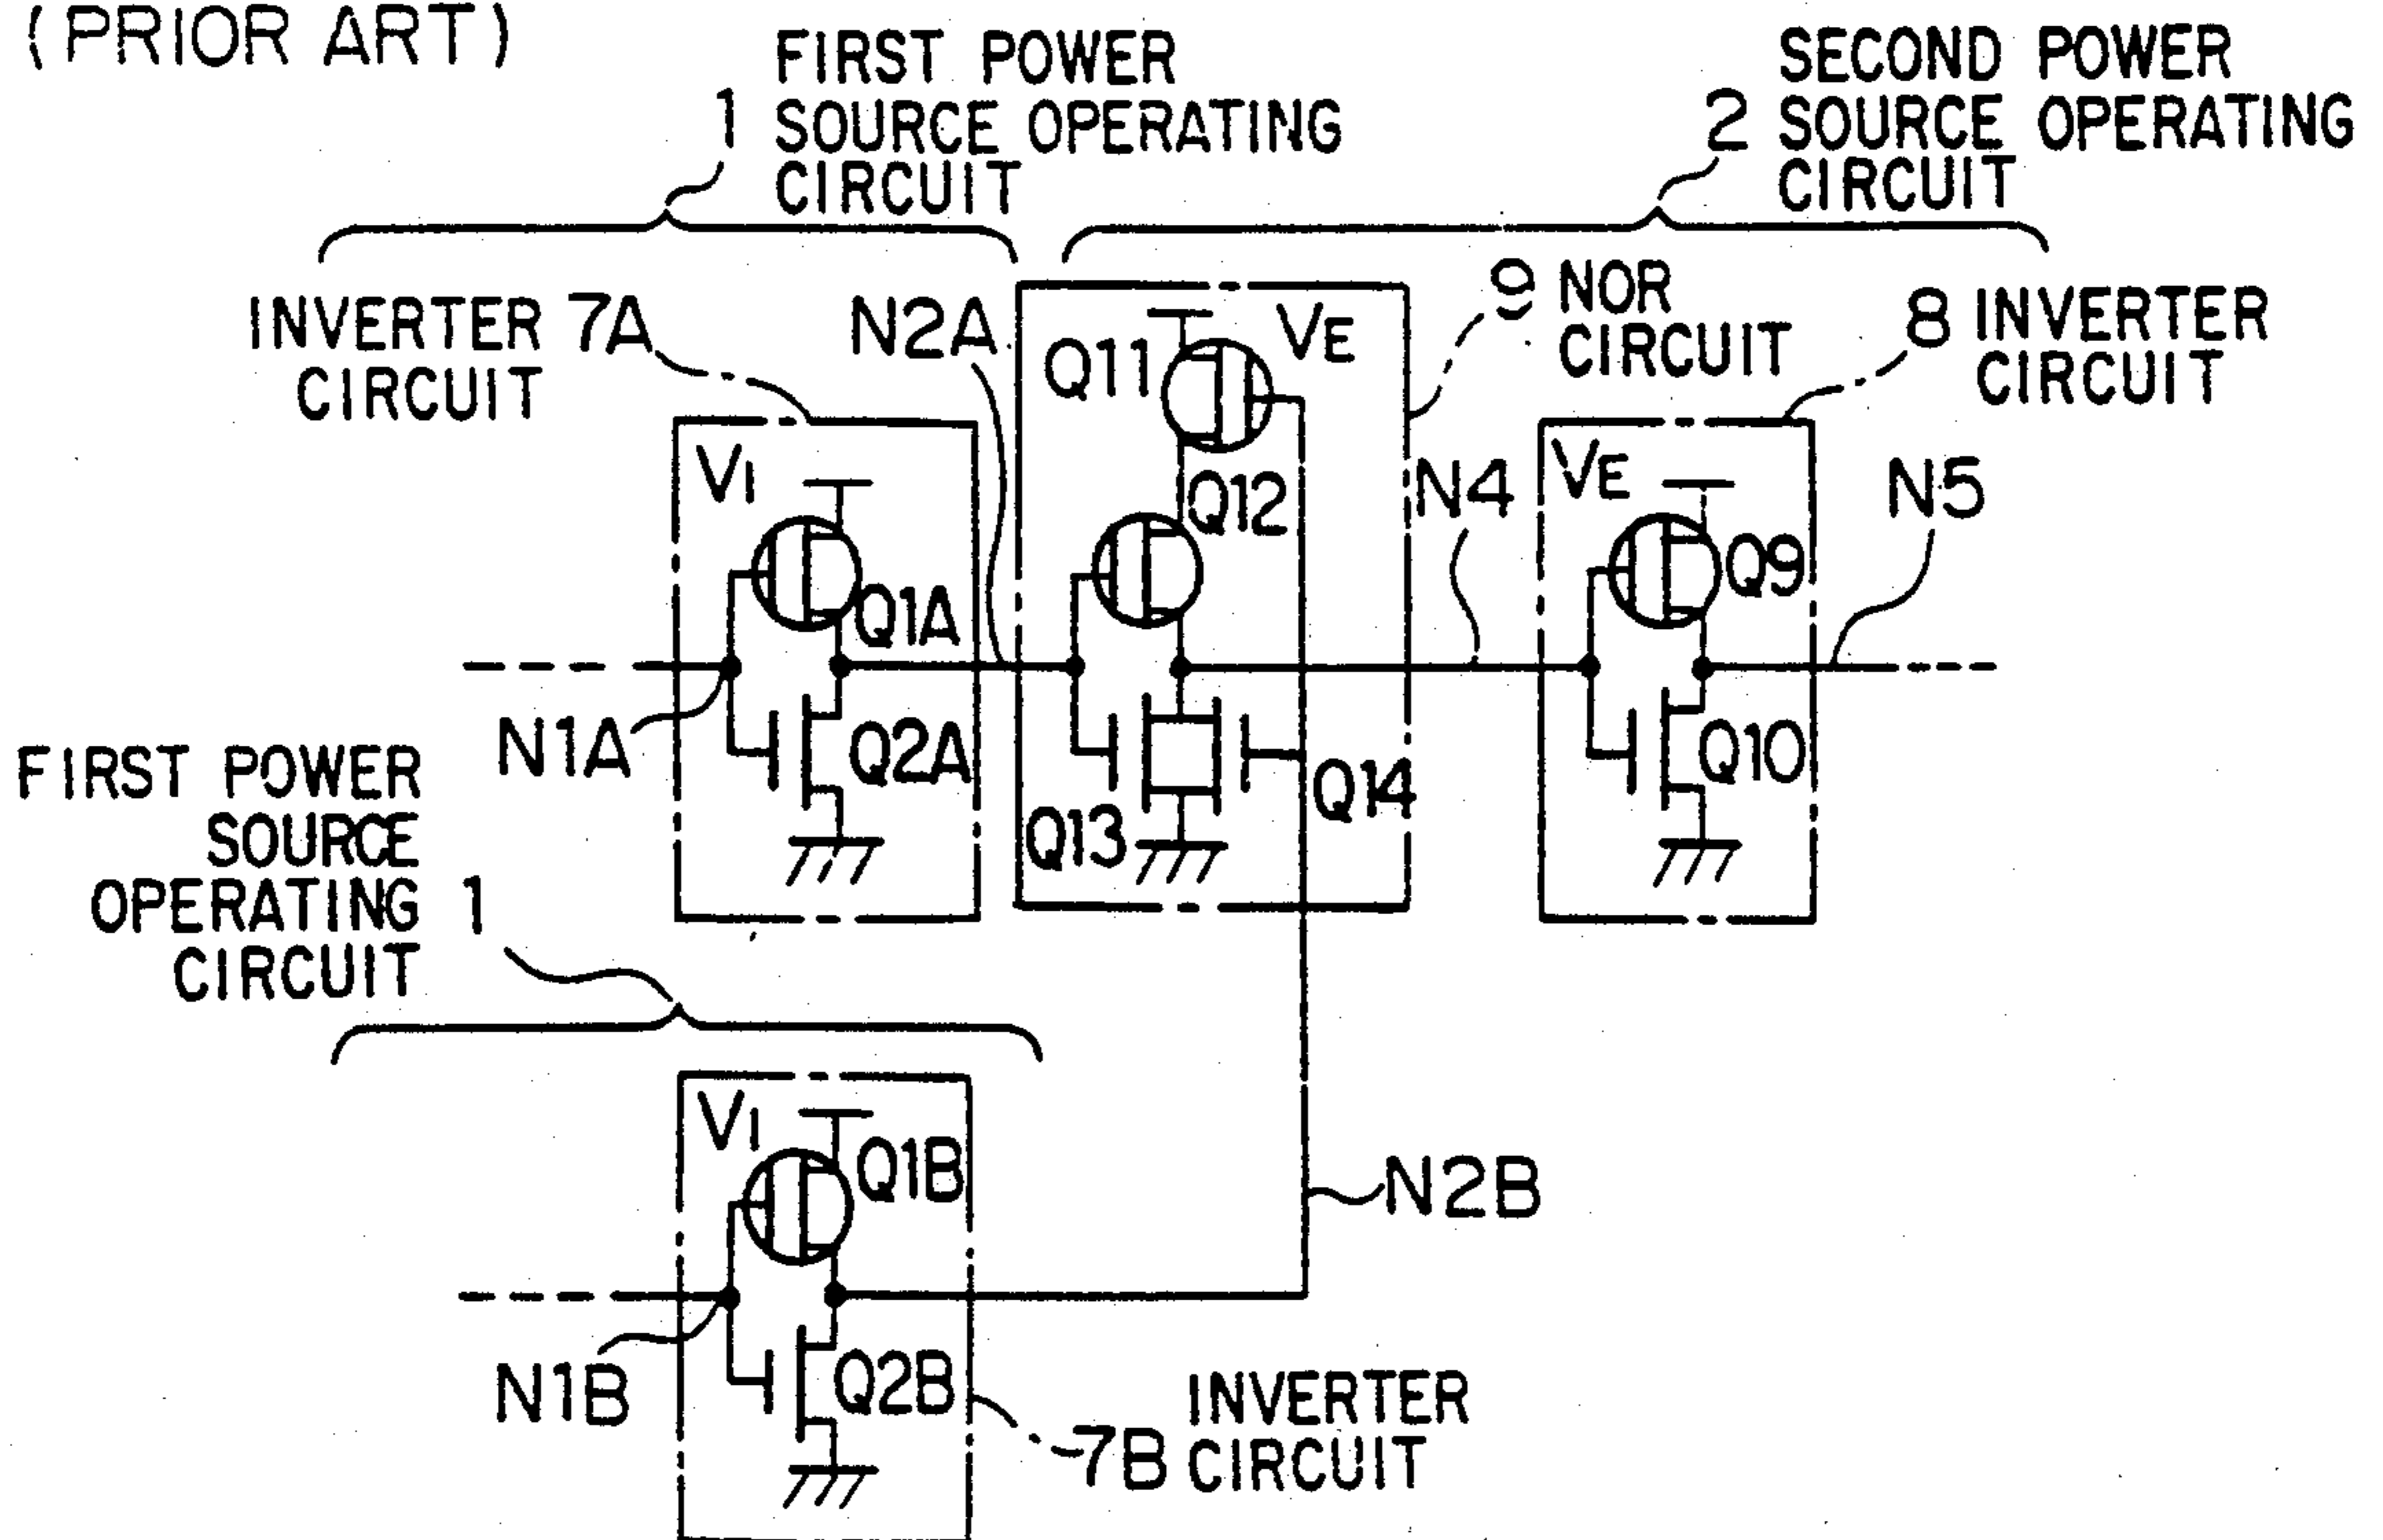 (PRIOR ART)
1 FIRST POWER
SOURCE OPERATING
CIRCUIT
2 SECOND POWER
SOURCE OPERATING
CIRCUIT
INVERTER 7A
CIRCUIT
N2A
Q11
VE
9 NOR
CIRCUIT
8 INVERTER
CIRCUIT
VI
Q1A
Q12
N4
VE
Q9
N5
N1A
Q2A
Q13
Q14
Q10
FIRST POWER
SOURCE
OPERATING 1
CIRCUIT
VI
Q1B
N2B
N1B
Q2B
7B INVERTER
CIRCUIT